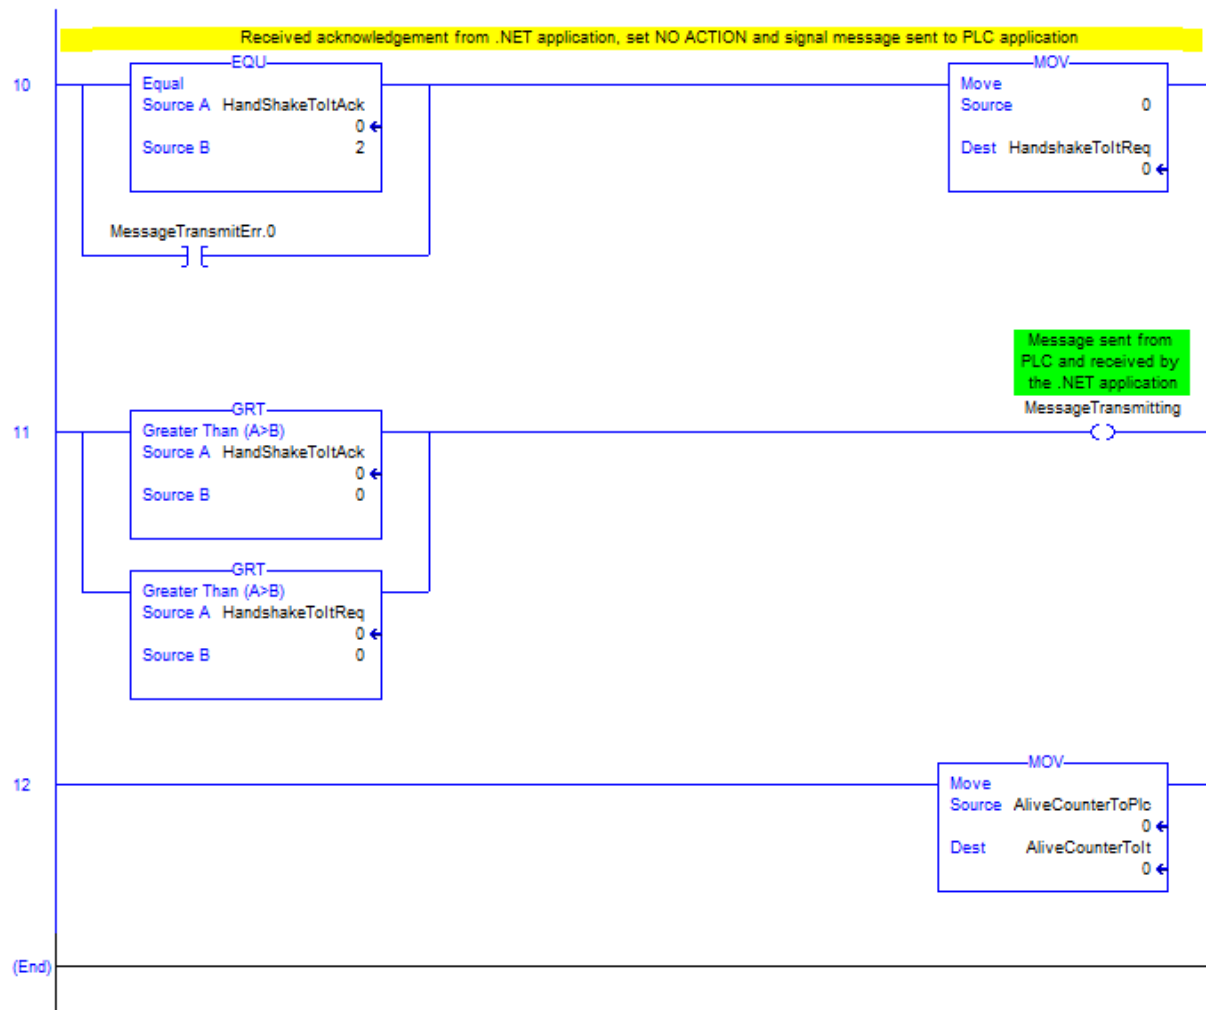 Received acknowledgement from .NET application, set NO ACTION and signal message sent to PLC application
10
EQU
Equal
Source A HandShakeToItAck
0
Source B 2
MessageTransmitErr.0
MOV
Move
Source 0
Dest HandshakeToItReq
0
Message sent from
PLC and received by
the .NET application
MessageTransmitting
11
GRT
Greater Than (A>B)
Source A HandShakeToItAck
0
Source B 0
GRT
Greater Than (A>B)
Source A HandshakeToItReq
0
Source B 0
12
MOV
Move
Source AliveCounterToPlc
0
Dest AliveCounterToIt
0
(End)